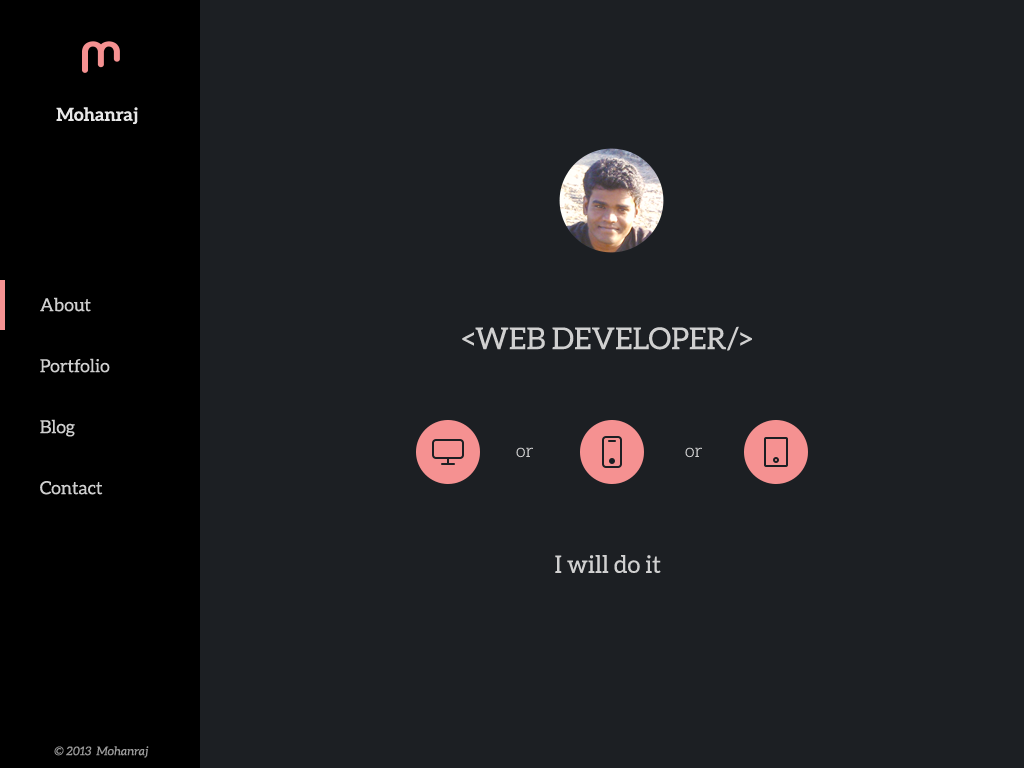 m
Mohanraj
About
Portfolio
Blog
Contact
© 2013 Mohanraj
<WEB DEVELOPER/>
or or
I will do it